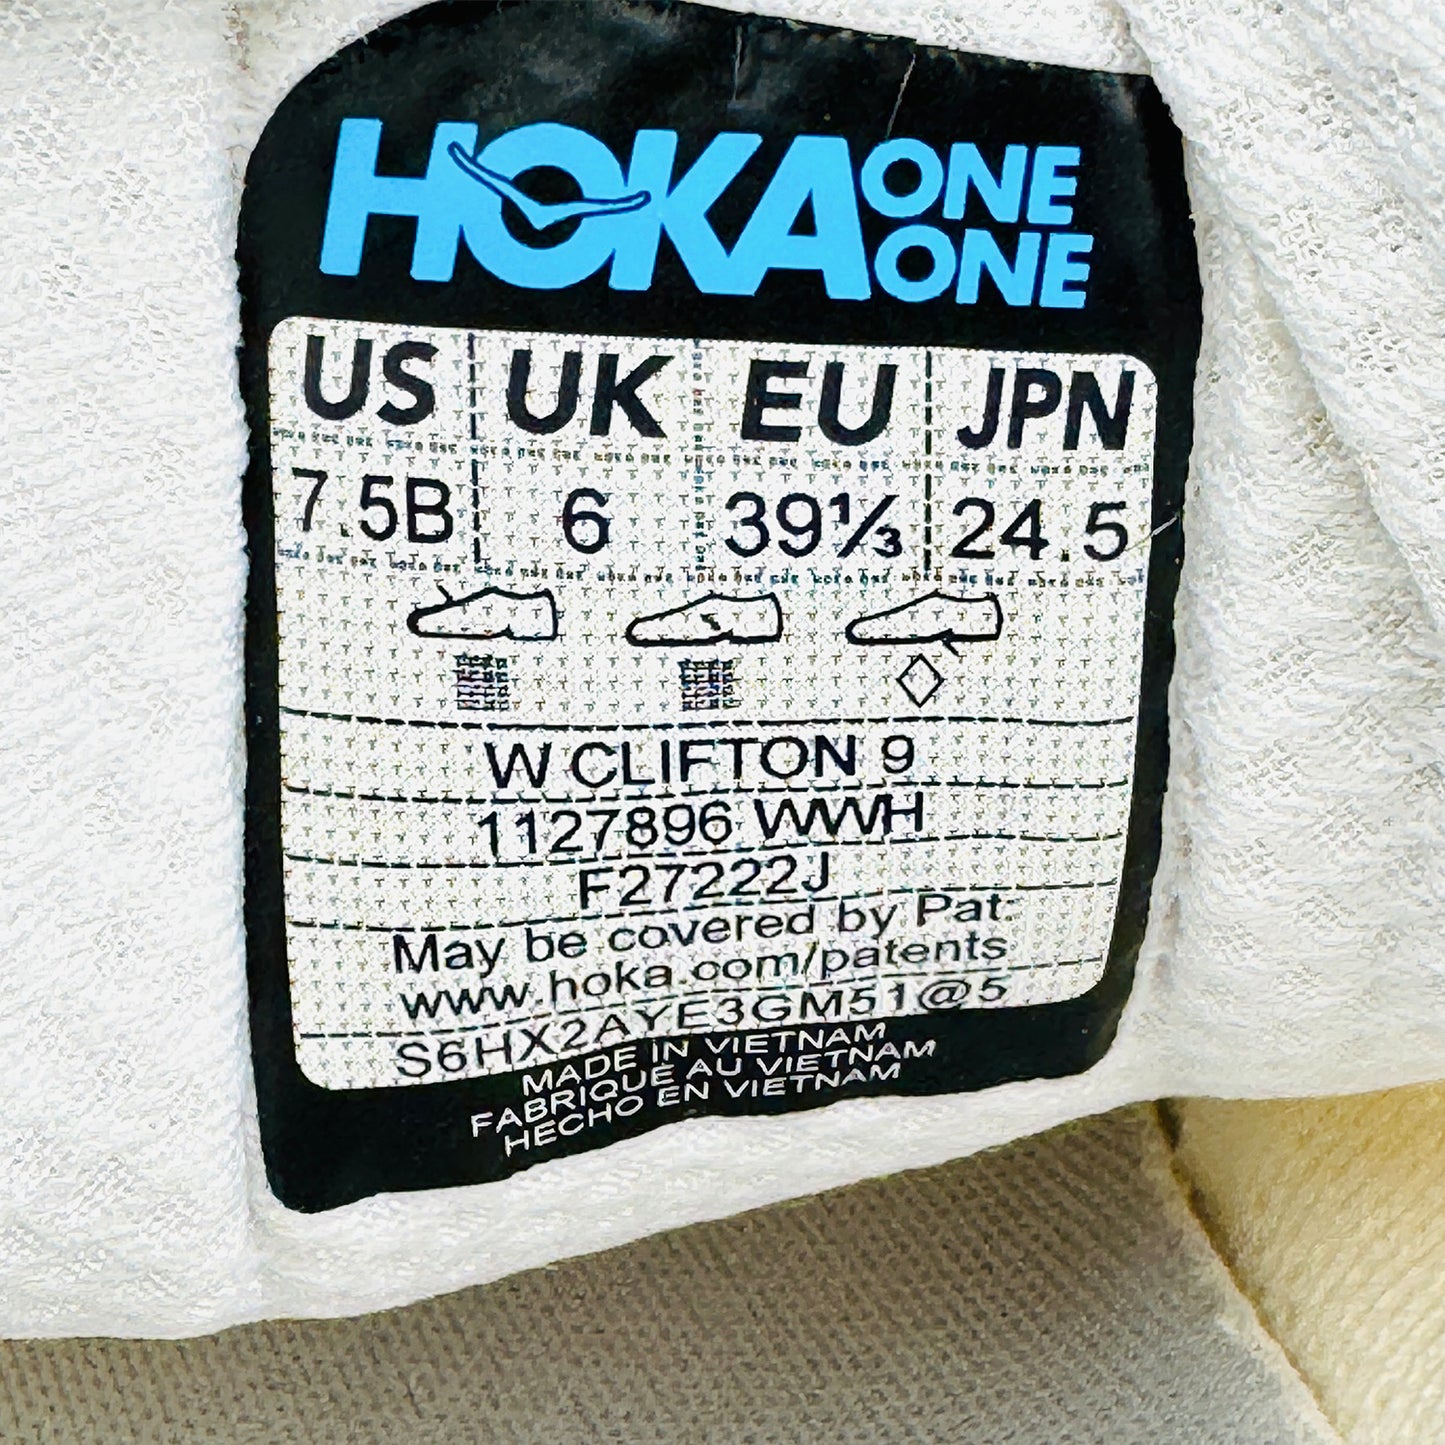 HOKA ONE ONE
US UK EU JPN
7.5B 6 39⅓ 24.5
W CLIFTON 9
1127896 WWH
F27222J
May be covered by Pat.
www.hoka.com/patents
S6HX2AYE3GM51@5
MADE IN VIETNAM
FABRIQUÉ AU VIETNAM
HECHO EN VIETNAM